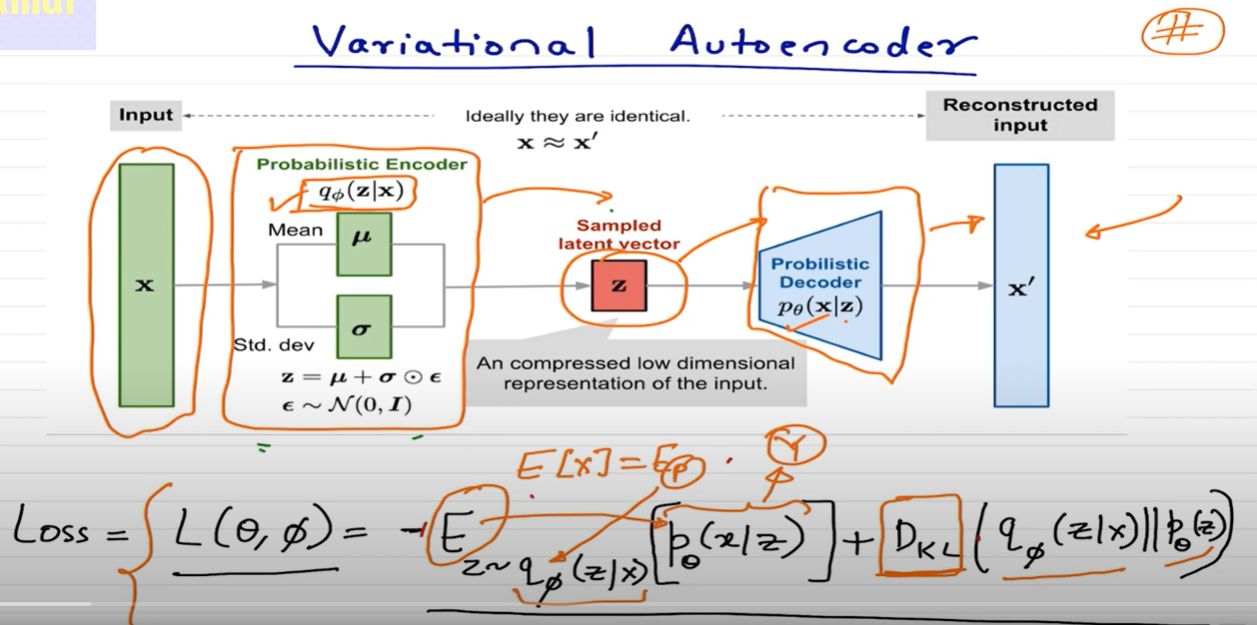 Variational Autoencoder
#
Input
Ideally they are identical.
x ≈ x′
Reconstructed
input
Probabilistic Encoder
qϕ(z|x)
Mean
μ
x
σ
Std. dev
z = μ + σ ⊙ ϵ
ϵ ∼ N(0, I)
Sampled
latent vector
z
Probilistic
Decoder
pθ(x|z)
x′
An compressed low dimensional
representation of the input.
E[x] = Eⓟ · Y
Loss = { L(θ, ϕ) = - E z~qϕ(z|x) [pθ(x|z)] + DKL (qϕ(z|x)||pθ(z))